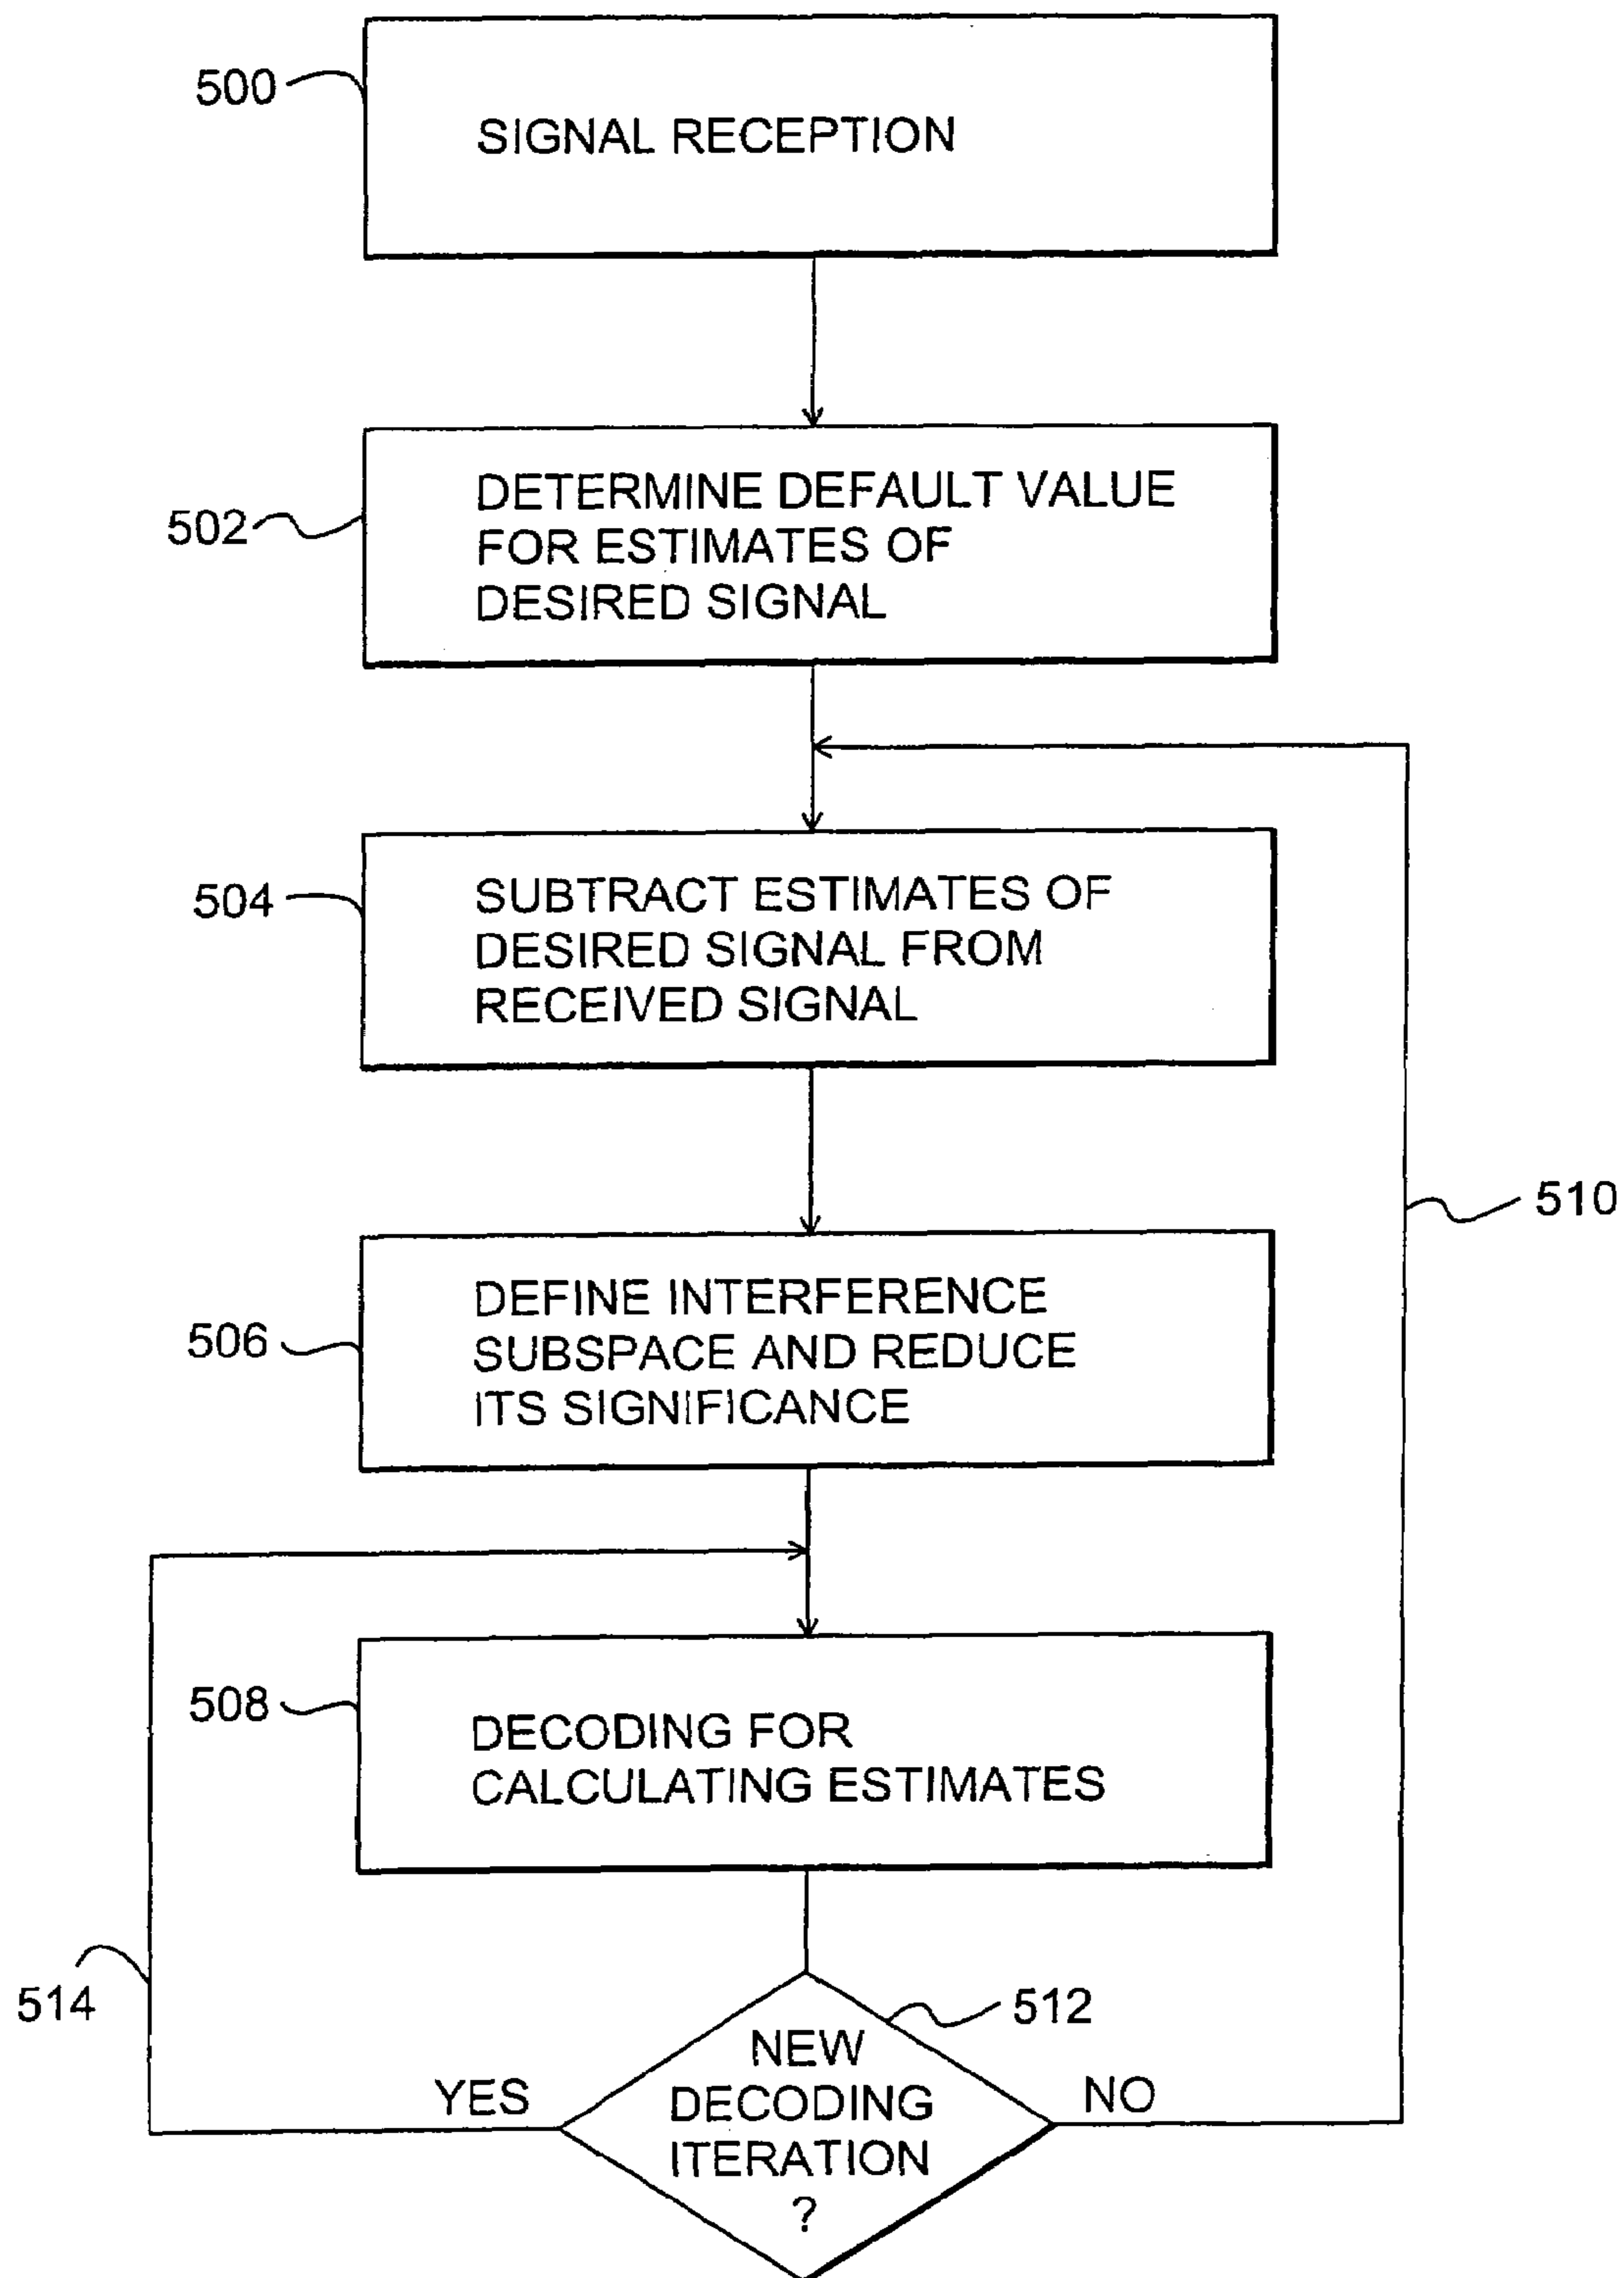 500
SIGNAL RECEPTION
502
DETERMINE DEFAULT VALUE
FOR ESTIMATES OF
DESIRED SIGNAL
504
SUBTRACT ESTIMATES OF
DESIRED SIGNAL FROM
RECEIVED SIGNAL
510
506
DEFINE INTERFERENCE
SUBSPACE AND REDUCE
ITS SIGNIFICANCE
508
DECODING FOR
CALCULATING ESTIMATES
514
512
NEW
DECODING
ITERATION
?
YES
NO